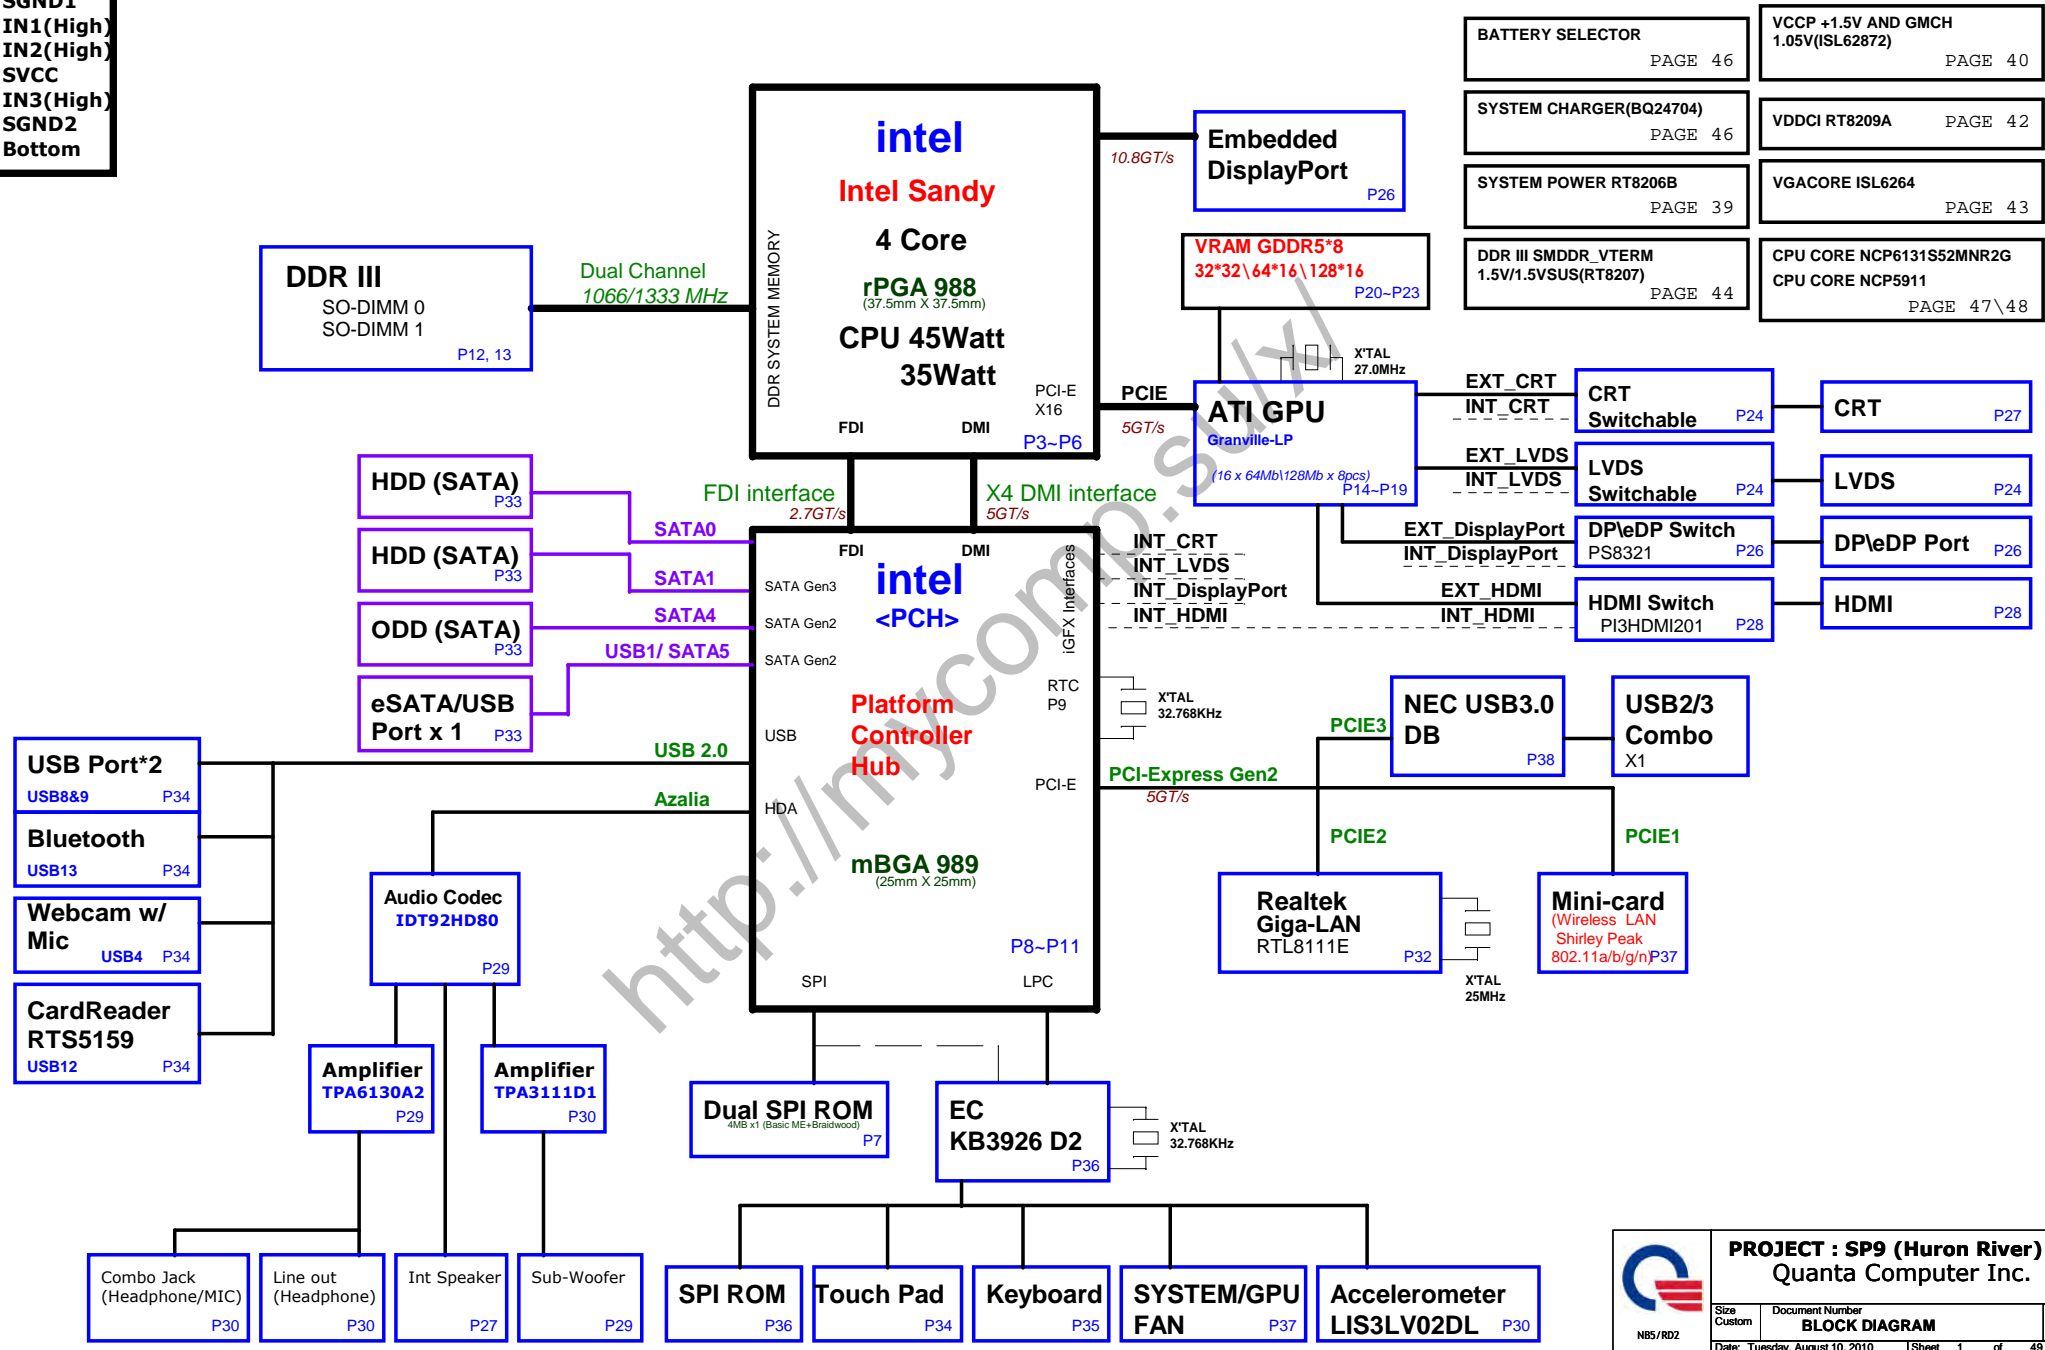 SGND1
IN1(High)
IN2(High)
SVCC
IN3(High)
SGND2
Bottom
BATTERY SELECTOR
PAGE 46
VCCP +1.5V AND GMCH
1.05V(ISL62872)
PAGE 40
SYSTEM CHARGER(BQ24704)
PAGE 46
VDDCI RT8209A PAGE 42
SYSTEM POWER RT8206B
PAGE 39
VGACORE ISL6264
PAGE 43
DDR III SMDDR_VTERM
1.5V/1.5VSUS(RT8207)
PAGE 44
CPU CORE NCP6131S52MNR2G
CPU CORE NCP5911
PAGE 47\48
intel
Intel Sandy
4 Core
rPGA 988
(37.5mm X 37.5mm)
CPU 45Watt
35Watt
DDR SYSTEM MEMORY
PCI-E
X16
FDI
DMI
P3~P6
10.8GT/s
Embedded
DisplayPort
P26
DDR III
SO-DIMM 0
SO-DIMM 1
P12, 13
Dual Channel
1066/1333 MHz
VRAM GDDR5*8
32*32\64*16\128*16
P20~P23
X'TAL
27.0MHz
PCIE
5GT/s
ATI GPU
Granville-LP
(16 x 64Mb\128Mb x 8pcs)
P14~P19
EXT_CRT
INT_CRT
CRT
Switchable
P24
CRT
P27
EXT_LVDS
INT_LVDS
LVDS
Switchable
P24
LVDS
P24
EXT_DisplayPort
INT_DisplayPort
DP\eDP Switch
PS8321
P26
DP\eDP Port
P26
EXT_HDMI
INT_HDMI
HDMI Switch
PI3HDMI201
P28
HDMI
P28
FDI interface
2.7GT/s
X4 DMI interface
5GT/s
HDD (SATA)
P33
SATA0
HDD (SATA)
P33
SATA1
ODD (SATA)
P33
SATA4
eSATA/USB
Port x 1
P33
USB1/ SATA5
FDI
DMI
intel
<PCH>
SATA Gen3
SATA Gen2
SATA Gen2
iGFX Interfaces
INT_CRT
INT_LVDS
INT_DisplayPort
INT_HDMI
Platform
Controller
Hub
RTC
P9
X'TAL
32.768KHz
USB
HDA
PCI-E
mBGA 989
(25mm X 25mm)
P8~P11
SPI
LPC
USB 2.0
Azalia
PCI-Express Gen2
5GT/s
PCIE3
NEC USB3.0
DB
P38
USB2/3
Combo
X1
PCIE2
PCIE1
Realtek
Giga-LAN
RTL8111E
P32
X'TAL
25MHz
Mini-card
(Wireless LAN
Shirley Peak
802.11a/b/g/n)
P37
USB Port*2
USB8&9
P34
Bluetooth
USB13
P34
Webcam w/
Mic
USB4
P34
CardReader
RTS5159
USB12
P34
Audio Codec
IDT92HD80
P29
Amplifier
TPA6130A2
P29
Amplifier
TPA3111D1
P30
Dual SPI ROM
4MB x1 (Basic ME+Braidwood)
P7
EC
KB3926 D2
P36
X'TAL
32.768KHz
Combo Jack
(Headphone/MIC)
P30
Line out
(Headphone)
P30
Int Speaker
P27
Sub-Woofer
P29
SPI ROM
P36
Touch Pad
P34
Keyboard
P35
SYSTEM/GPU
FAN
P37
Accelerometer
LIS3LV02DL
P30
http://mycomp.su/x/
PROJECT : SP9 (Huron River)
Quanta Computer Inc.
NB5/RD2
Size
Custom
Document Number
BLOCK DIAGRAM
Date: Tuesday, August 10, 2010
Sheet 1 of 49